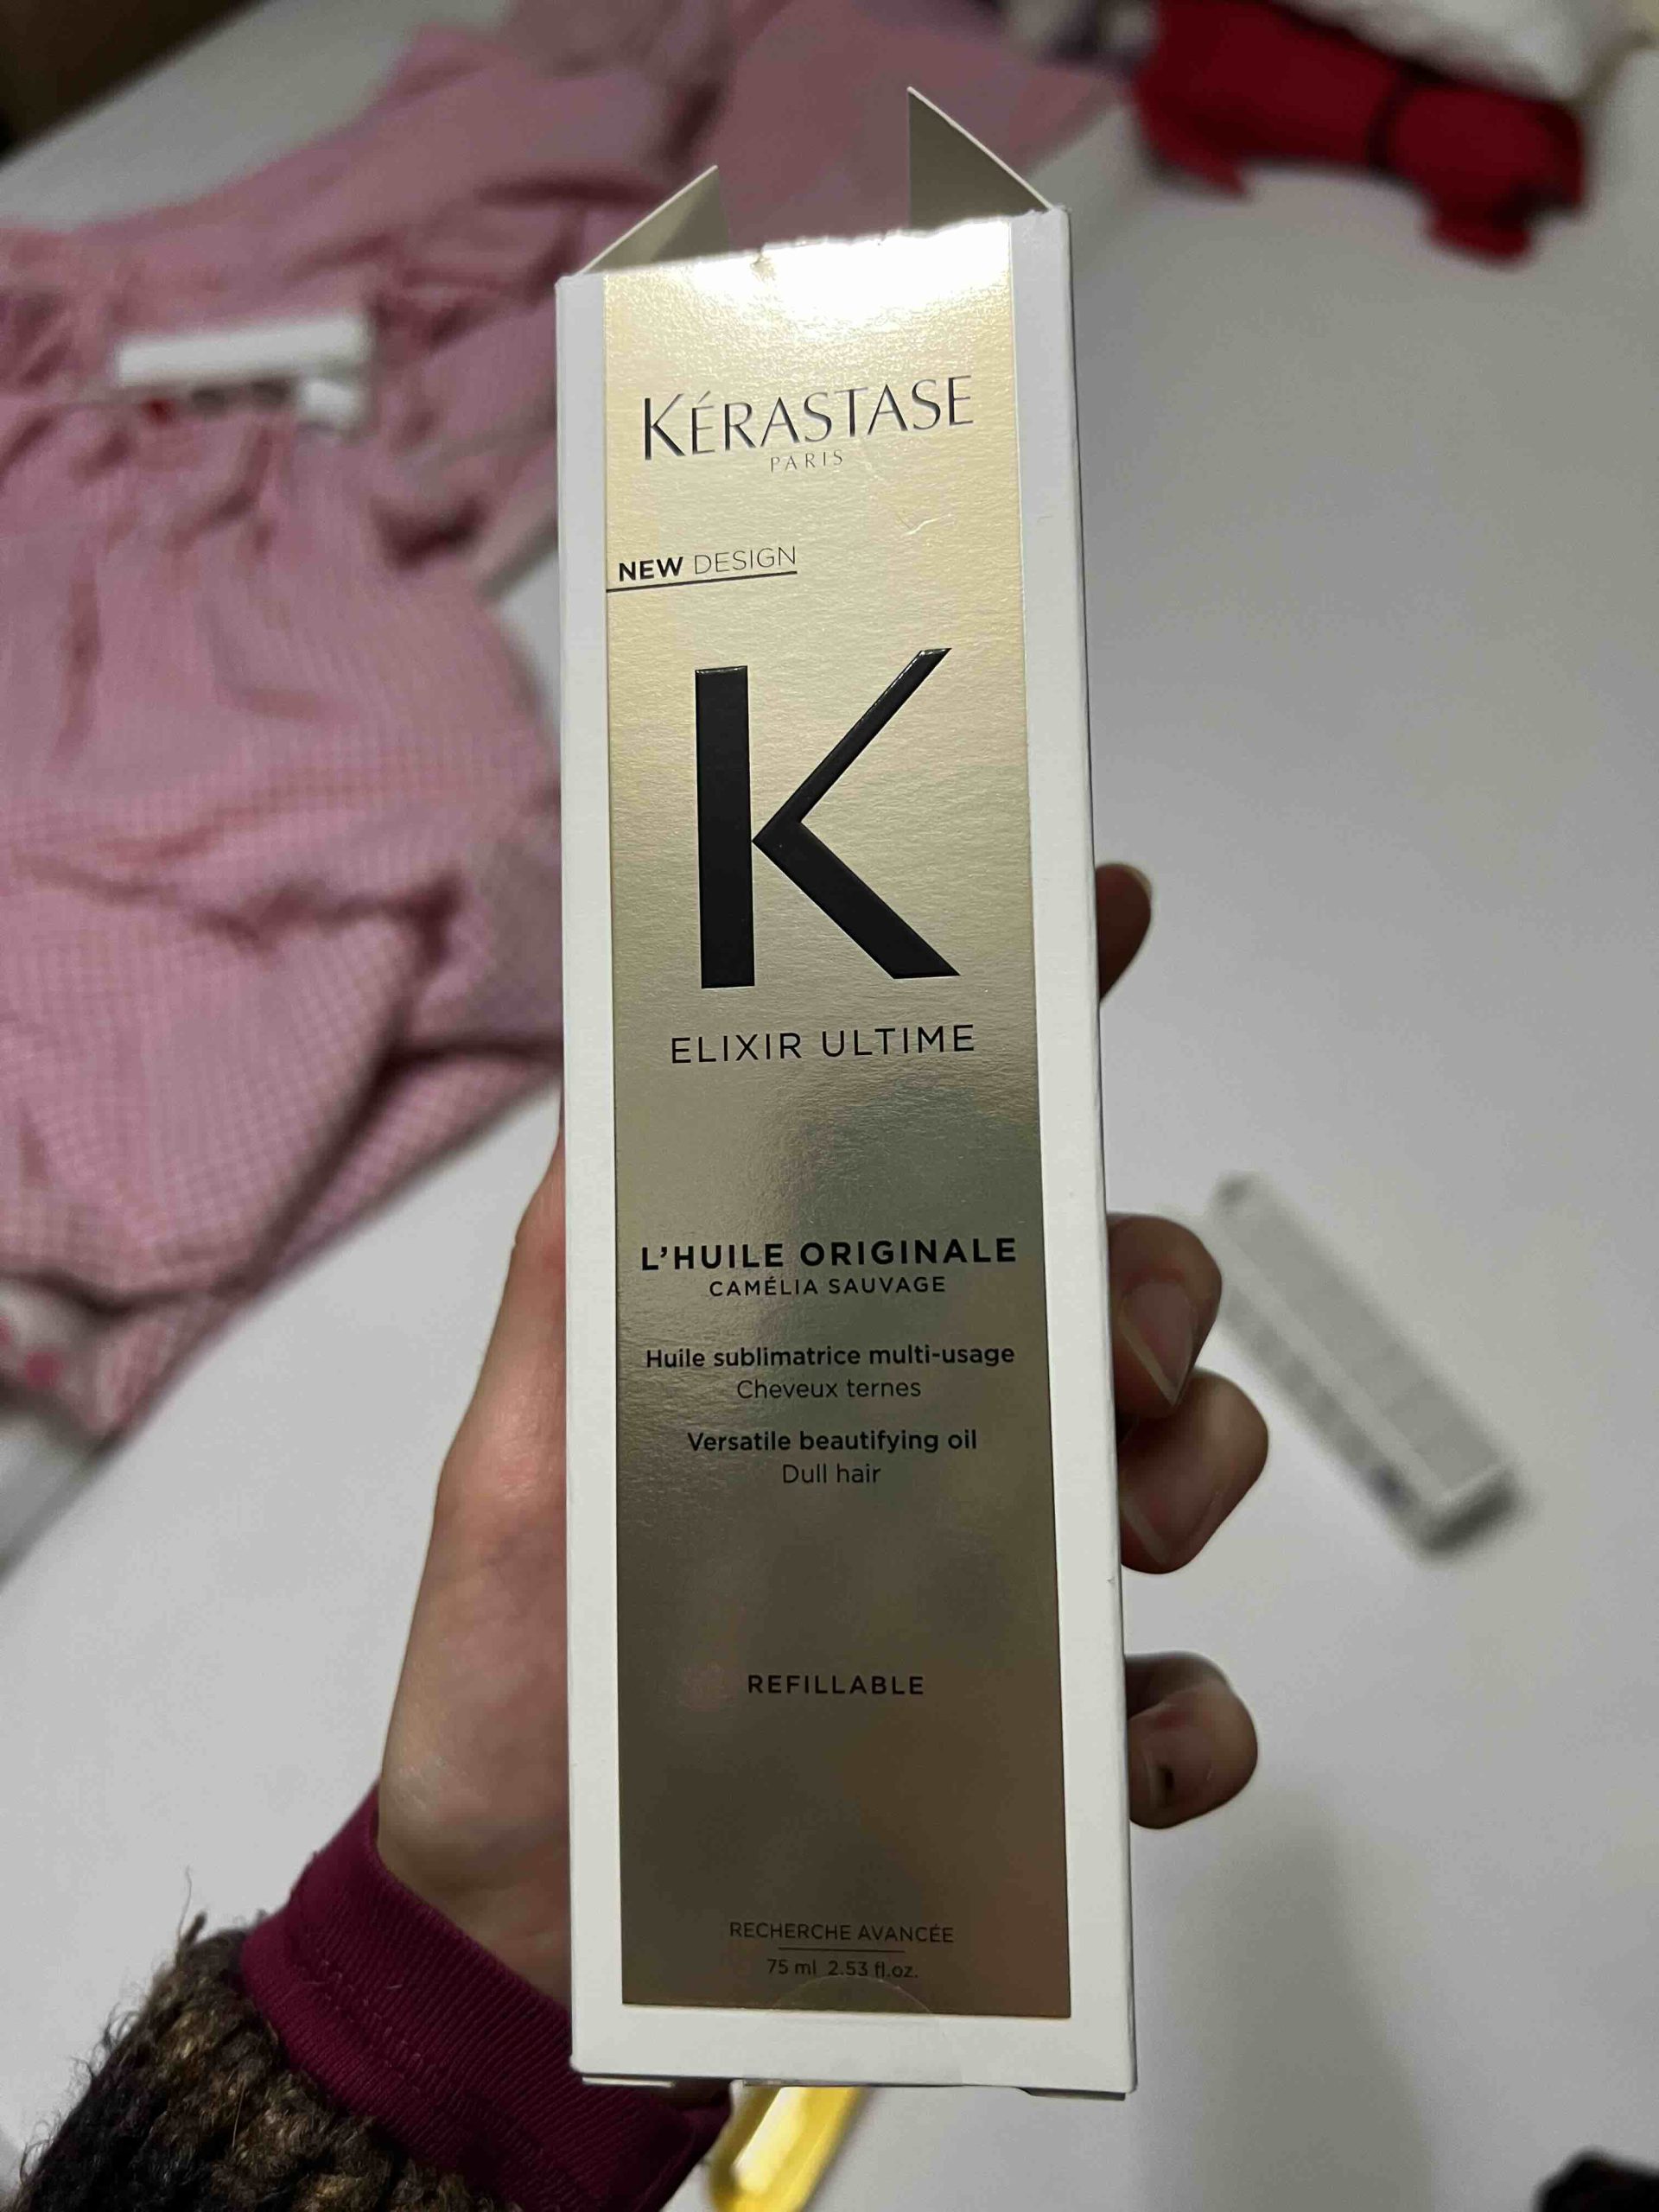 KÉRASTASE
PARIS
NEW DESIGN
K
ELIXIR ULTIME
L'HUILE ORIGINALE
CAMÉLIA SAUVAGE
Huile sublimatrice multi-usage
Cheveux ternes
Versatile beautifying oil
Dull hair
REFILLABLE
RECHERCHE AVANCÉE
75 ml 2.53 fl.oz.